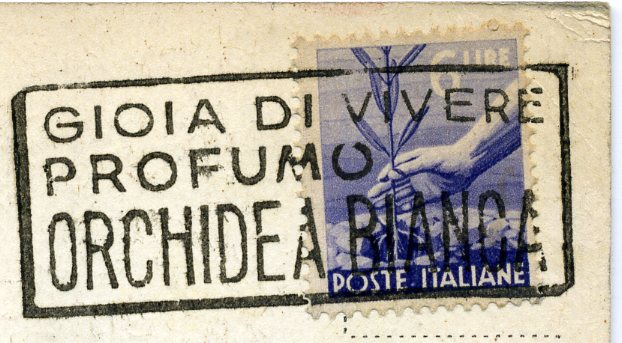 GIOIA DI VIVERE
PROFUMO
ORCHIDEA BIANCA
6 LIRE
POSTE ITALIANE